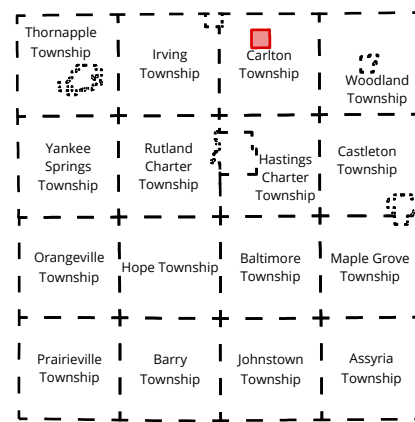 Thornapple
Township
Irving
Township
Carlton
Township
Woodland
Township
Yankee
Springs
Township
Rutland
Charter
Township
Hastings
Charter
Township
Castleton
Township
Orangeville
Township
Hope Township
Baltimore
Township
Maple Grove
Township
Prairieville
Township
Barry
Township
Johnstown
Township
Assyria
Township